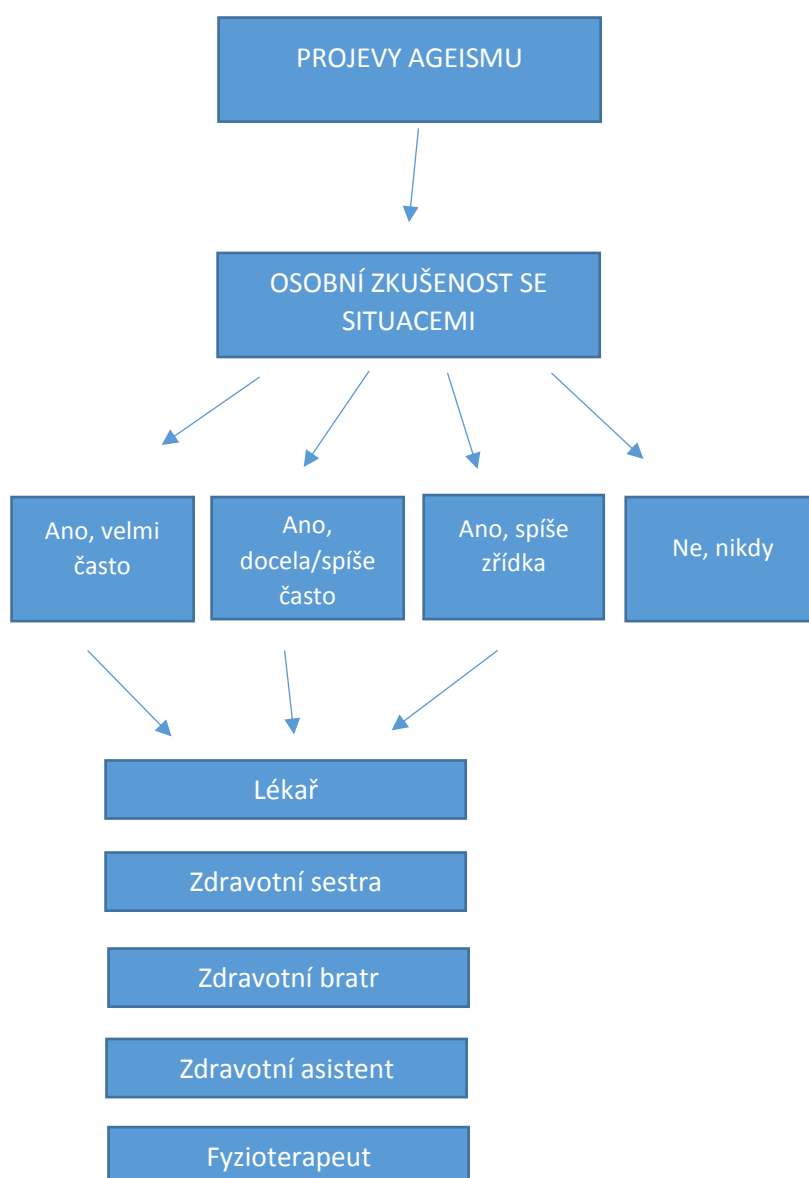 PROJEVY AGEISMU
OSOBNÍ ZKUŠENOST SE
SITUACEMI
Ano, velmi
často
Ano,
docela/spíše
často
Ano, spíše
zřídka
Ne, nikdy
Lékař
Zdravotní sestra
Zdravotní bratr
Zdravotní asistent
Fyzioterapeut